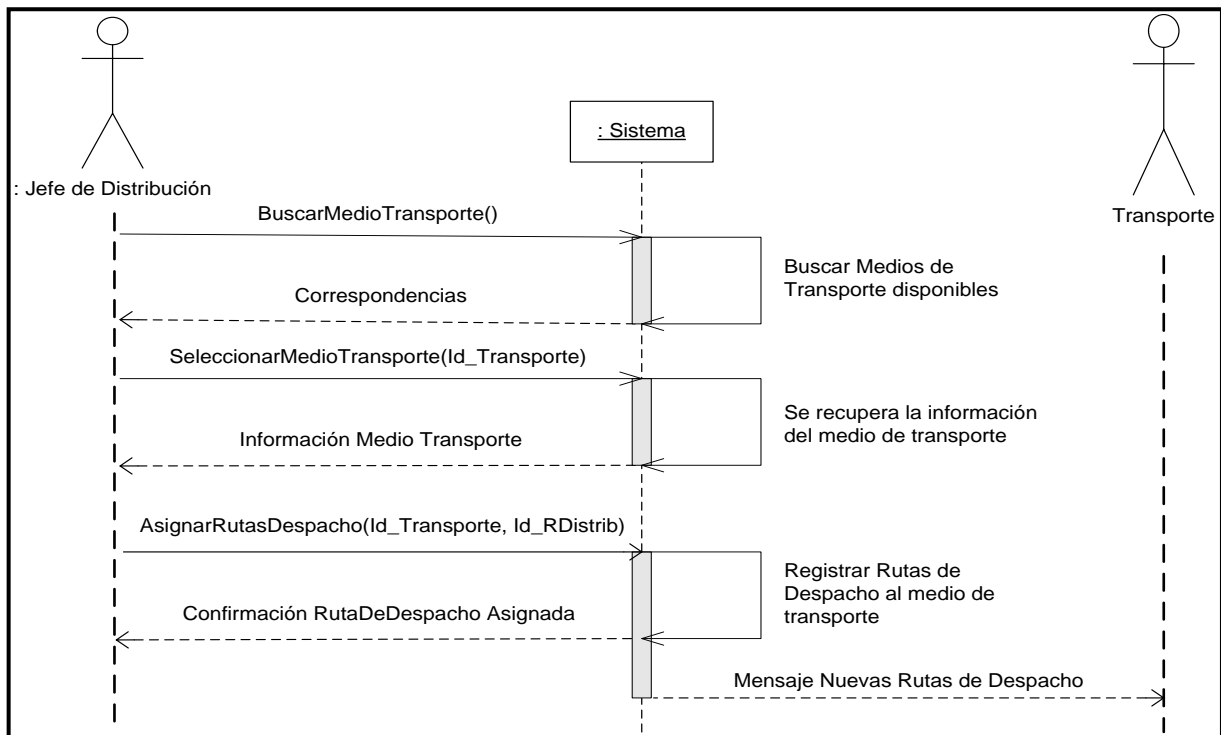 : Sistema
: Jefe de Distribución
Transporte
BuscarMedioTransporte()
Buscar Medios de
Transporte disponibles
Correspondencias
SeleccionarMedioTransporte(Id_Transporte)
Se recupera la información
del medio de transporte
Información Medio Transporte
AsignarRutasDespacho(Id_Transporte, Id_RDistrib)
Registrar Rutas de
Despacho al medio de
transporte
Confirmación RutaDeDespacho Asignada
Mensaje Nuevas Rutas de Despacho